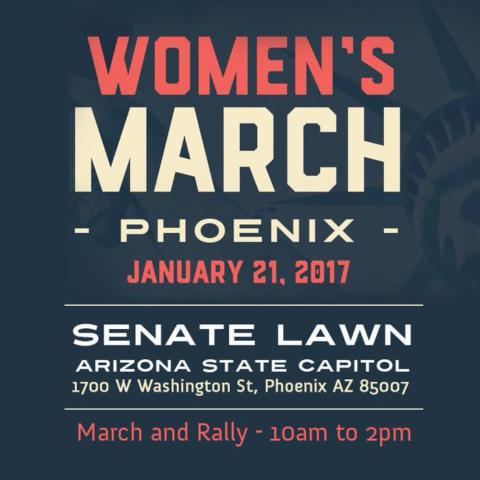 WOMEN'S
MARCH
- PHOENIX -
JANUARY 21, 2017
SENATE LAWN
ARIZONA STATE CAPITOL
1700 W Washington St, Phoenix AZ 85007
March and Rally - 10am to 2pm